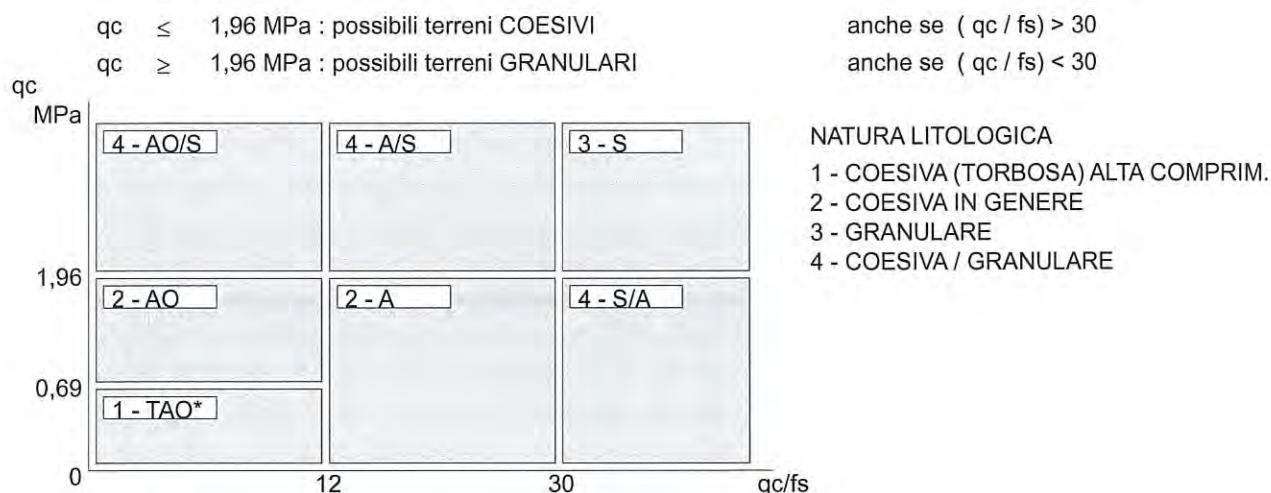 qc ≤ 1,96 MPa : possibili terreni COESIVI anche se ( qc / fs) > 30
qc ≥ 1,96 MPa : possibili terreni GRANULARI anche se ( qc / fs) < 30
qc
MPa
4 - AO/S 4 - A/S 3 - S
NATURA LITOLOGICA
1 - COESIVA (TORBOSA) ALTA COMPRIM.
2 - COESIVA IN GENERE
3 - GRANULARE
4 - COESIVA / GRANULARE
1,96
2 - AO 2 - A 4 - S/A
0,69
1 - TAO*
0 12 30 qc/fs